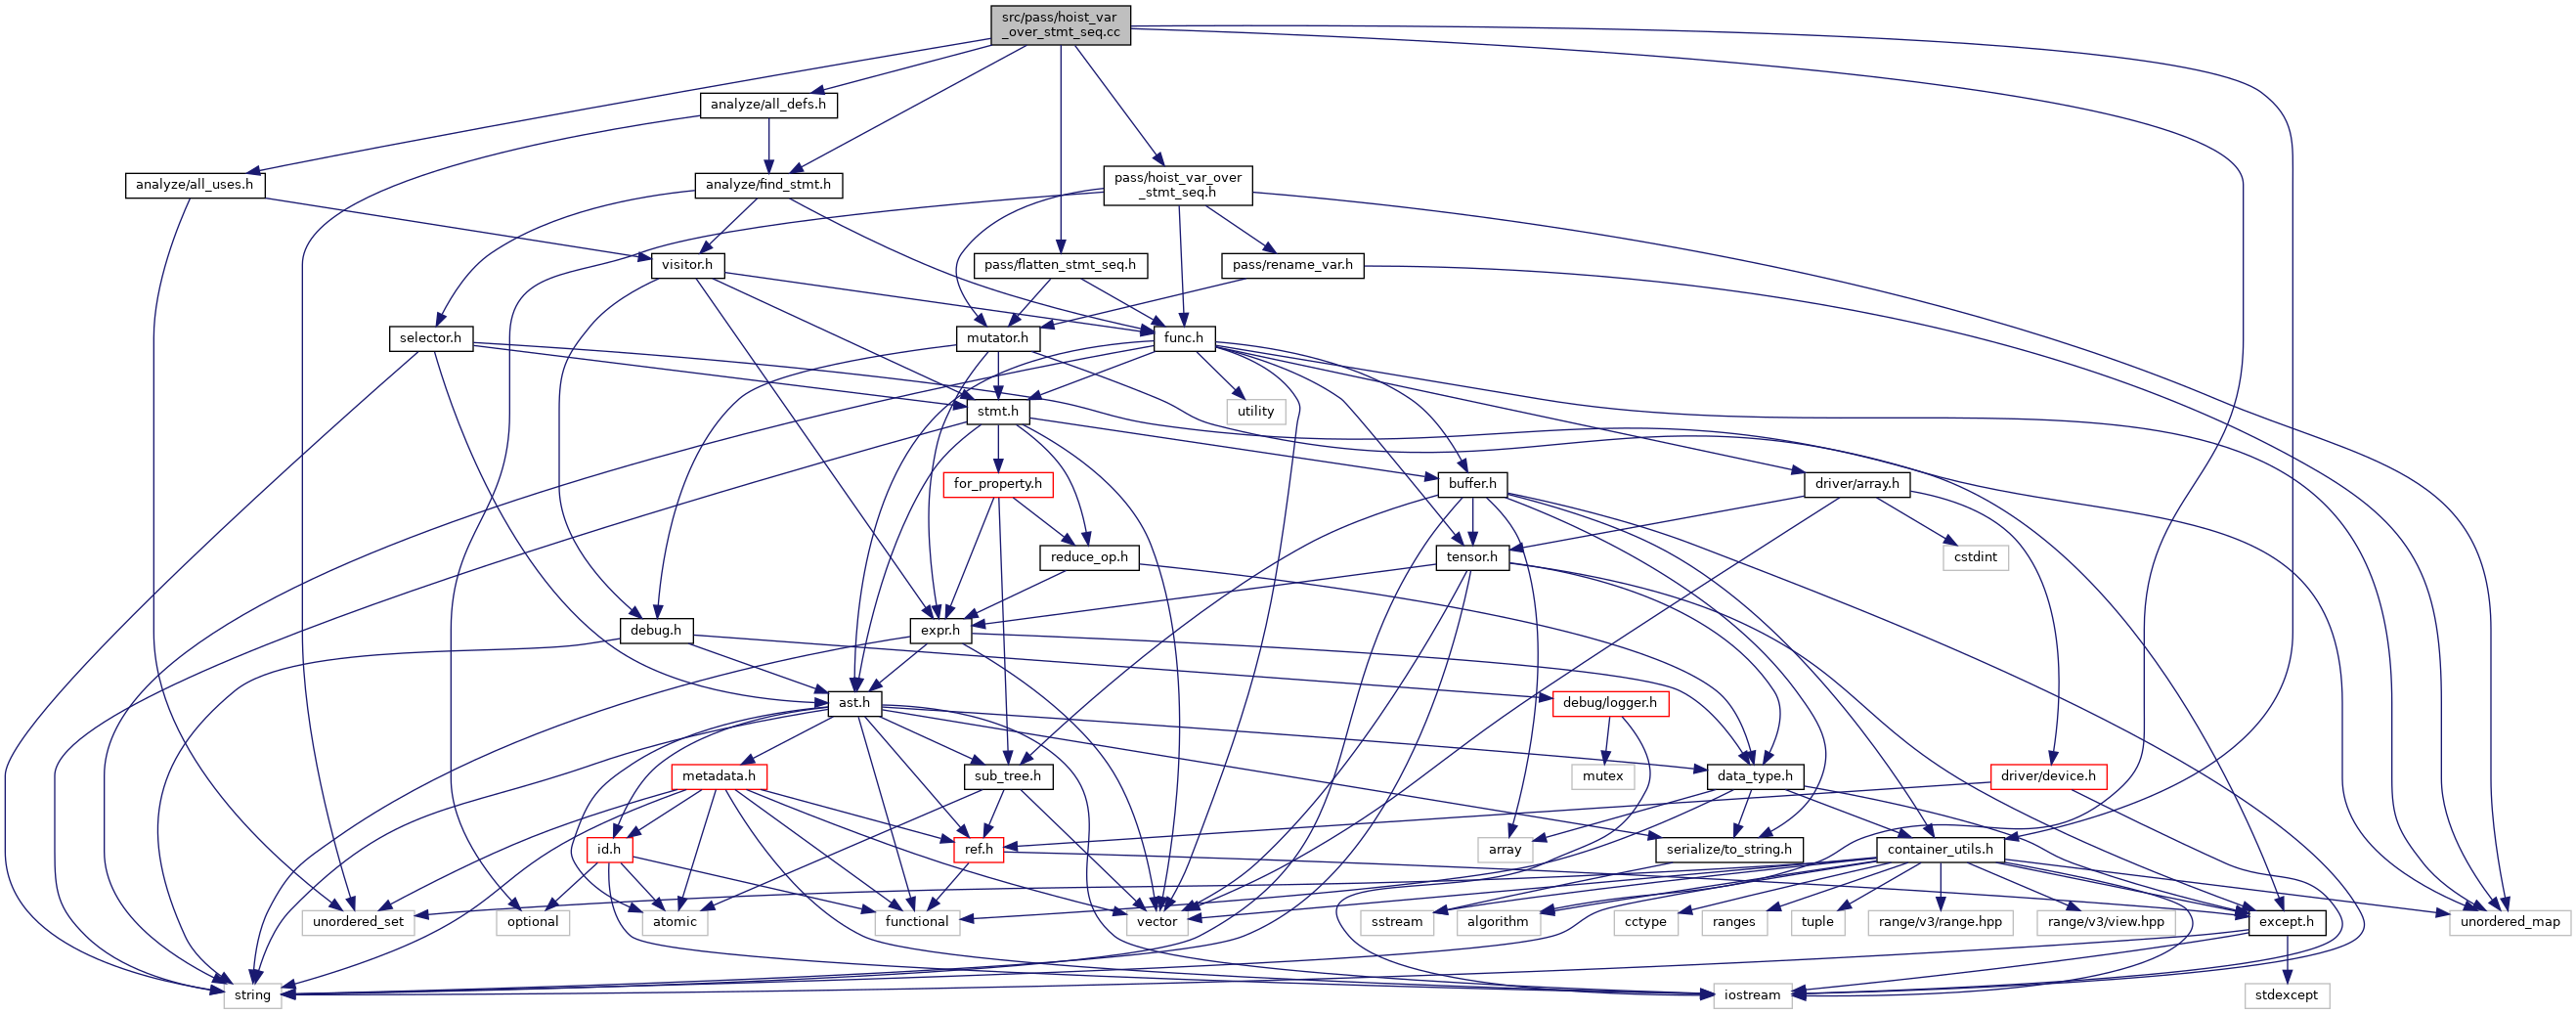 src/pass/hoist_var
_over_stmt_seq.cc
analyze/all_defs.h
analyze/all_uses.h
analyze/find_stmt.h
pass/hoist_var_over
_stmt_seq.h
visitor.h
pass/flatten_stmt_seq.h
pass/rename_var.h
selector.h
mutator.h
func.h
stmt.h
utility
for_property.h
buffer.h
driver/array.h
reduce_op.h
tensor.h
cstdint
debug.h
expr.h
ast.h
debug/logger.h
metadata.h
sub_tree.h
mutex
data_type.h
driver/device.h
id.h
ref.h
array
serialize/to_string.h
container_utils.h
unordered_set
optional
atomic
functional
vector
sstream
algorithm
cctype
ranges
tuple
range/v3/range.hpp
range/v3/view.hpp
except.h
unordered_map
string
iostream
stdexcept